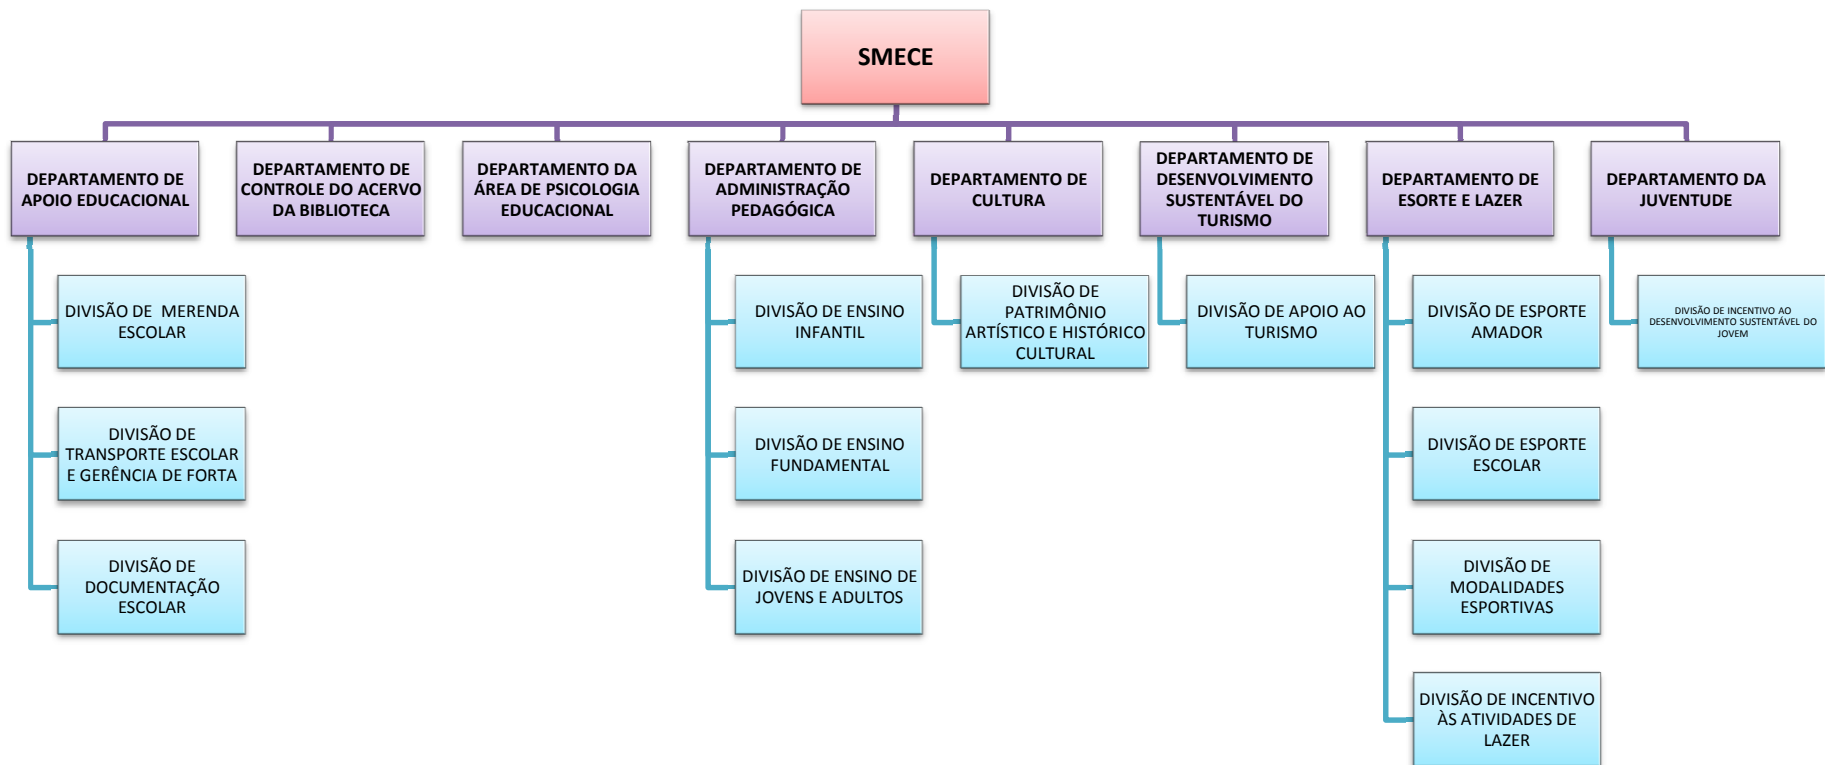 SMECE
DEPARTAMENTO DE
APOIO EDUCACIONAL
DEPARTAMENTO DE
CONTROLE DO ACERVO
DA BIBLIOTECA
DEPARTAMENTO DA
ÁREA DE PSICOLOGIA
EDUCACIONAL
DEPARTAMENTO DE
ADMINISTRAÇÃO
PEDAGÓGICA
DEPARTAMENTO DE
CULTURA
DEPARTAMENTO DE
DESENVOLVIMENTO
SUSTENTÁVEL DO
TURISMO
DEPARTAMENTO DE
ESORTE E LAZER
DEPARTAMENTO DA
JUVENTUDE
DIVISÃO DE MERENDA
ESCOLAR
DIVISÃO DE ENSINO
INFANTIL
DIVISÃO DE
PATRIMÔNIO
ARTÍSTICO E HISTÓRICO
CULTURAL
DIVISÃO DE APOIO AO
TURISMO
DIVISÃO DE ESPORTE
AMADOR
DIVISÃO DE INCENTIVO AO
DESENVOLVIMENTO SUSTENTÁVEL DO
JOVEM
DIVISÃO DE
TRANSPORTE ESCOLAR
E GERÊNCIA DE FORTA
DIVISÃO DE ENSINO
FUNDAMENTAL
DIVISÃO DE ESPORTE
ESCOLAR
DIVISÃO DE
DOCUMENTAÇÃO
ESCOLAR
DIVISÃO DE ENSINO DE
JOVENS E ADULTOS
DIVISÃO DE
MODALIDADES
ESPORTIVAS
DIVISÃO DE INCENTIVO
ÀS ATIVIDADES DE
LAZER